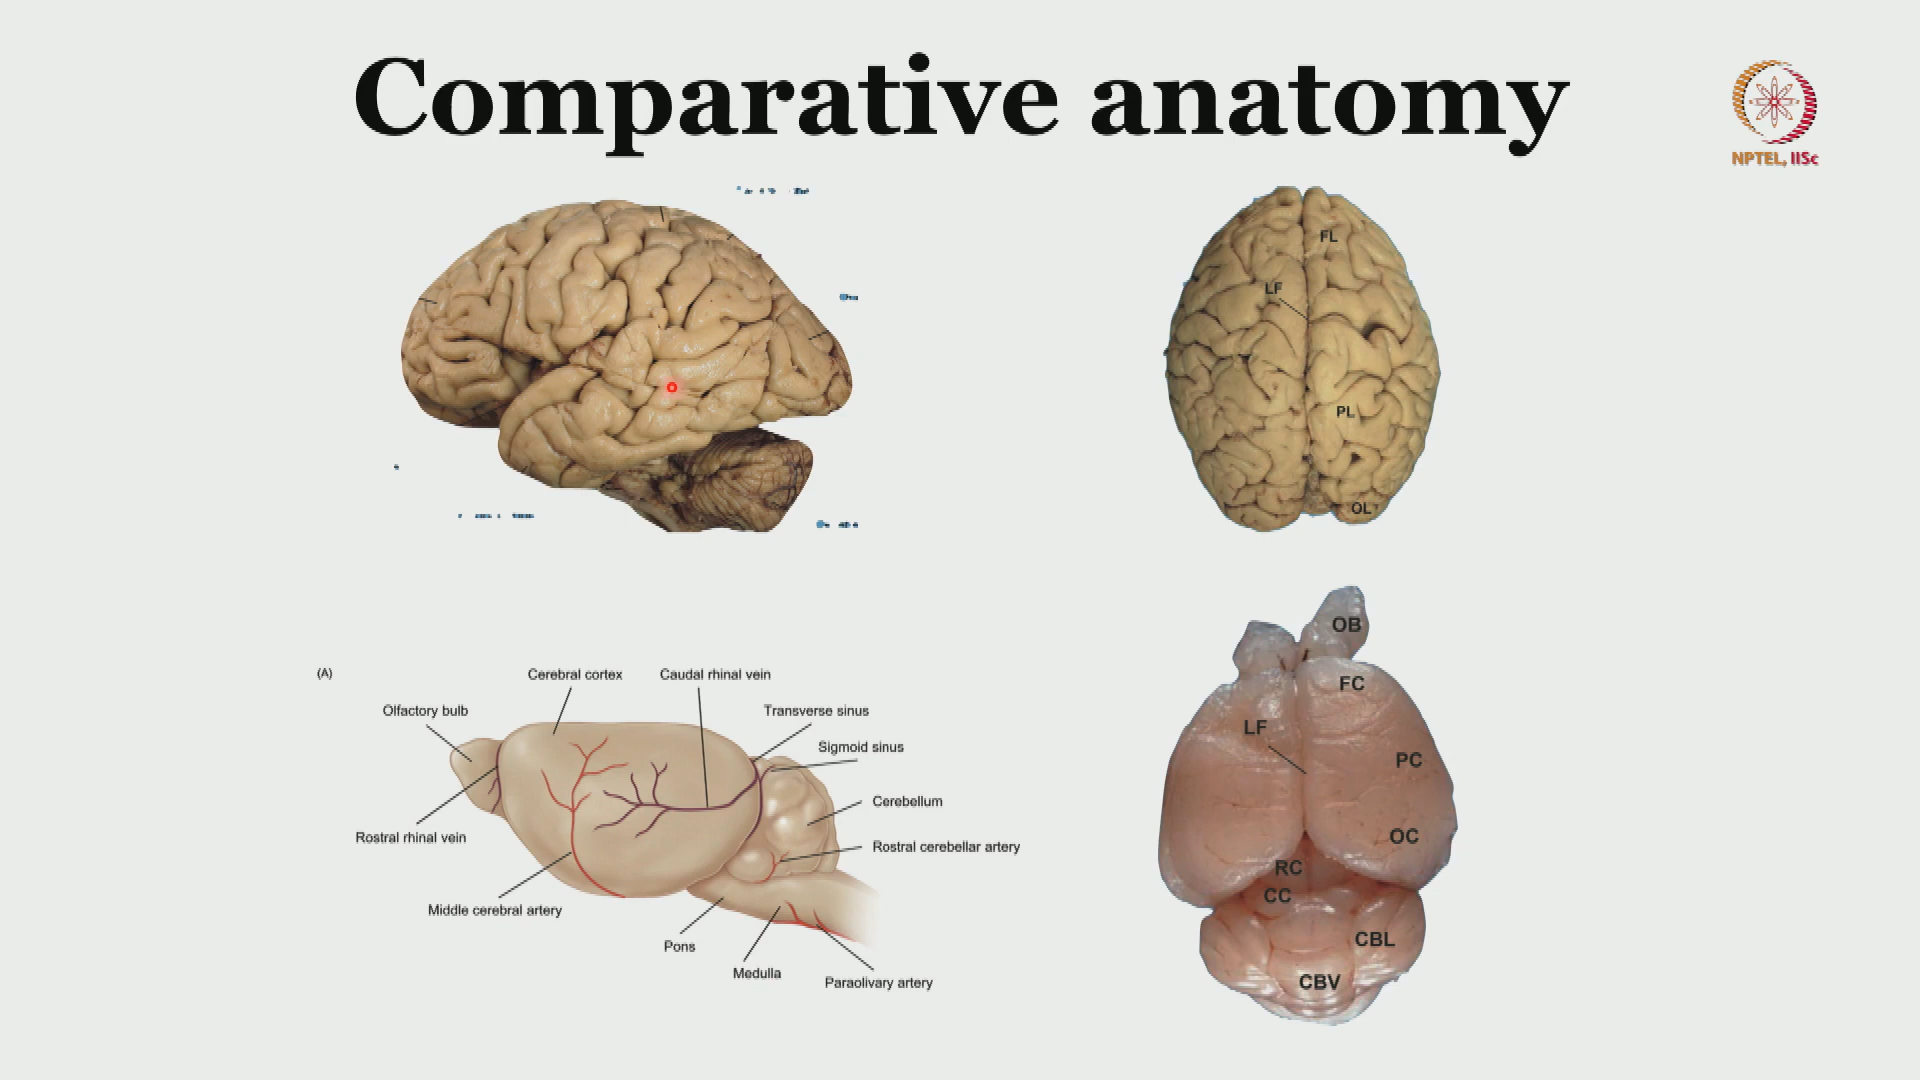 Comparative anatomy
NPTEL, IISc
FL
LF
PL
OL
(A)
Cerebral cortex
Caudal rhinal vein
Olfactory bulb
Transverse sinus
Sigmoid sinus
Cerebellum
Rostral rhinal vein
Rostral cerebellar artery
Middle cerebral artery
Pons
Medulla
Paraolivary artery
OB
FC
LF
PC
OC
RC
CC
CBL
CBV